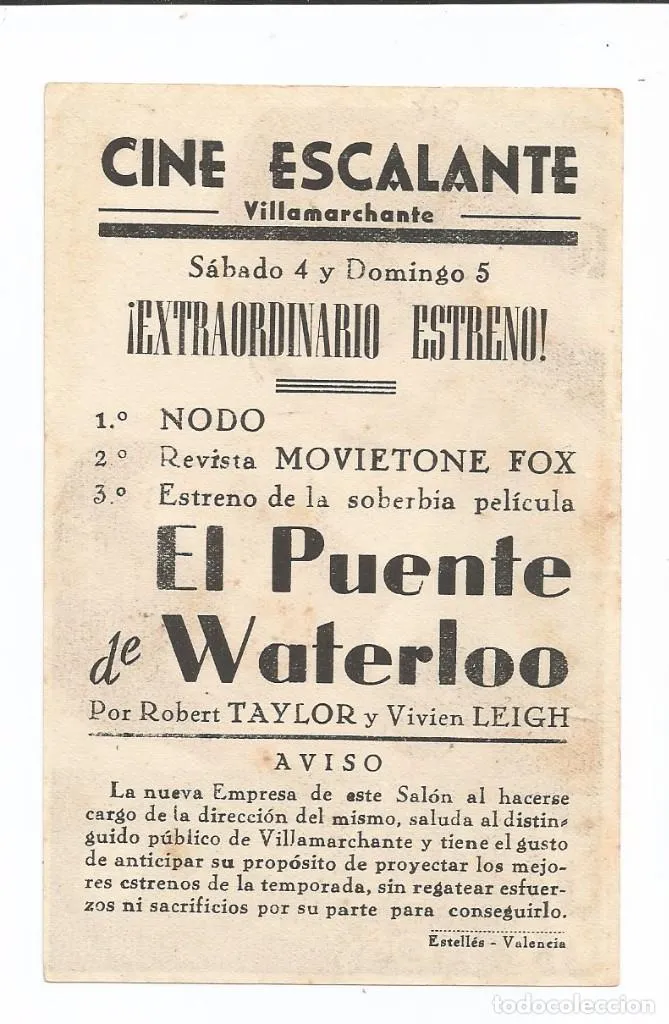 CINE ESCALANTE
Villamarchante
Sábado 4 y Domingo 5
¡EXTRAORDINARIO ESTRENO!
1.º NODO
2.º Revista MOVIETONE FOX
3.º Estreno de la soberbia película
El Puente
de Waterloo
Por Robert TAYLOR y Vivien LEIGH
AVISO
La nueva Empresa de este Salón al hacerse
cargo de la dirección del mismo, saluda al distin-
guido público de Villamarchante y tiene el gusto
de anticipar su propósito de proyectar los mejo-
res estrenos de la temporada, sin regatear esfuer-
zos ni sacrificios por su parte para conseguirlo.
Estellés - Valencia
todocoleccion